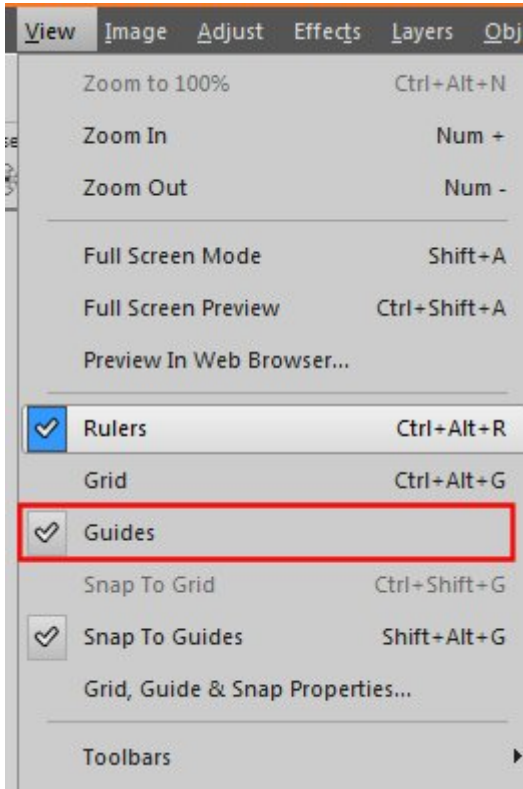 View Image Adjust Effects Layers Obj
Zoom to 100% Ctrl+Alt+N
Zoom In Num +
Zoom Out Num -
Full Screen Mode Shift+A
Full Screen Preview Ctrl+Shift+A
Preview In Web Browser...
Rulers Ctrl+Alt+R
Grid Ctrl+Alt+G
Guides
Snap To Grid Ctrl+Shift+G
Snap To Guides Shift+Alt+G
Grid, Guide & Snap Properties...
Toolbars